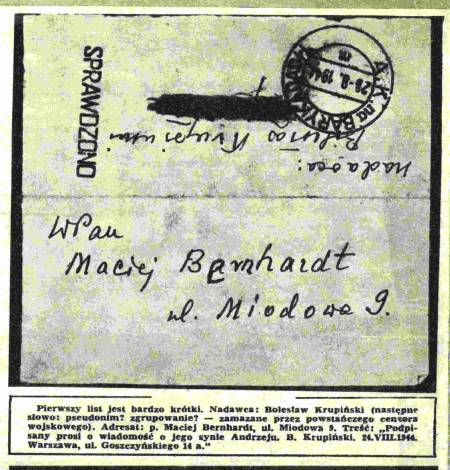 SPRAWDZONO
Bolesław Krupiński
nadawca:
WPan
Maciej Bernhardt
ul. Miodowa 9.
Pierwszy list jest bardzo krótki. Nadawca: Bolesław Krupiński (następne
słowo: pseudonim? zgrupowanie? — zamazane przez powstańczego cenzora
wojskowego). Adresat: p. Maciej Bernhardt, ul. Miodowa 9. Treść: „Podpi-
sany prosi o wiadomość o jego synie Andrzeju. B. Krupiński. 24.VIII.1944.
Warszawa, ul. Goszczyńskiego 14 a.”